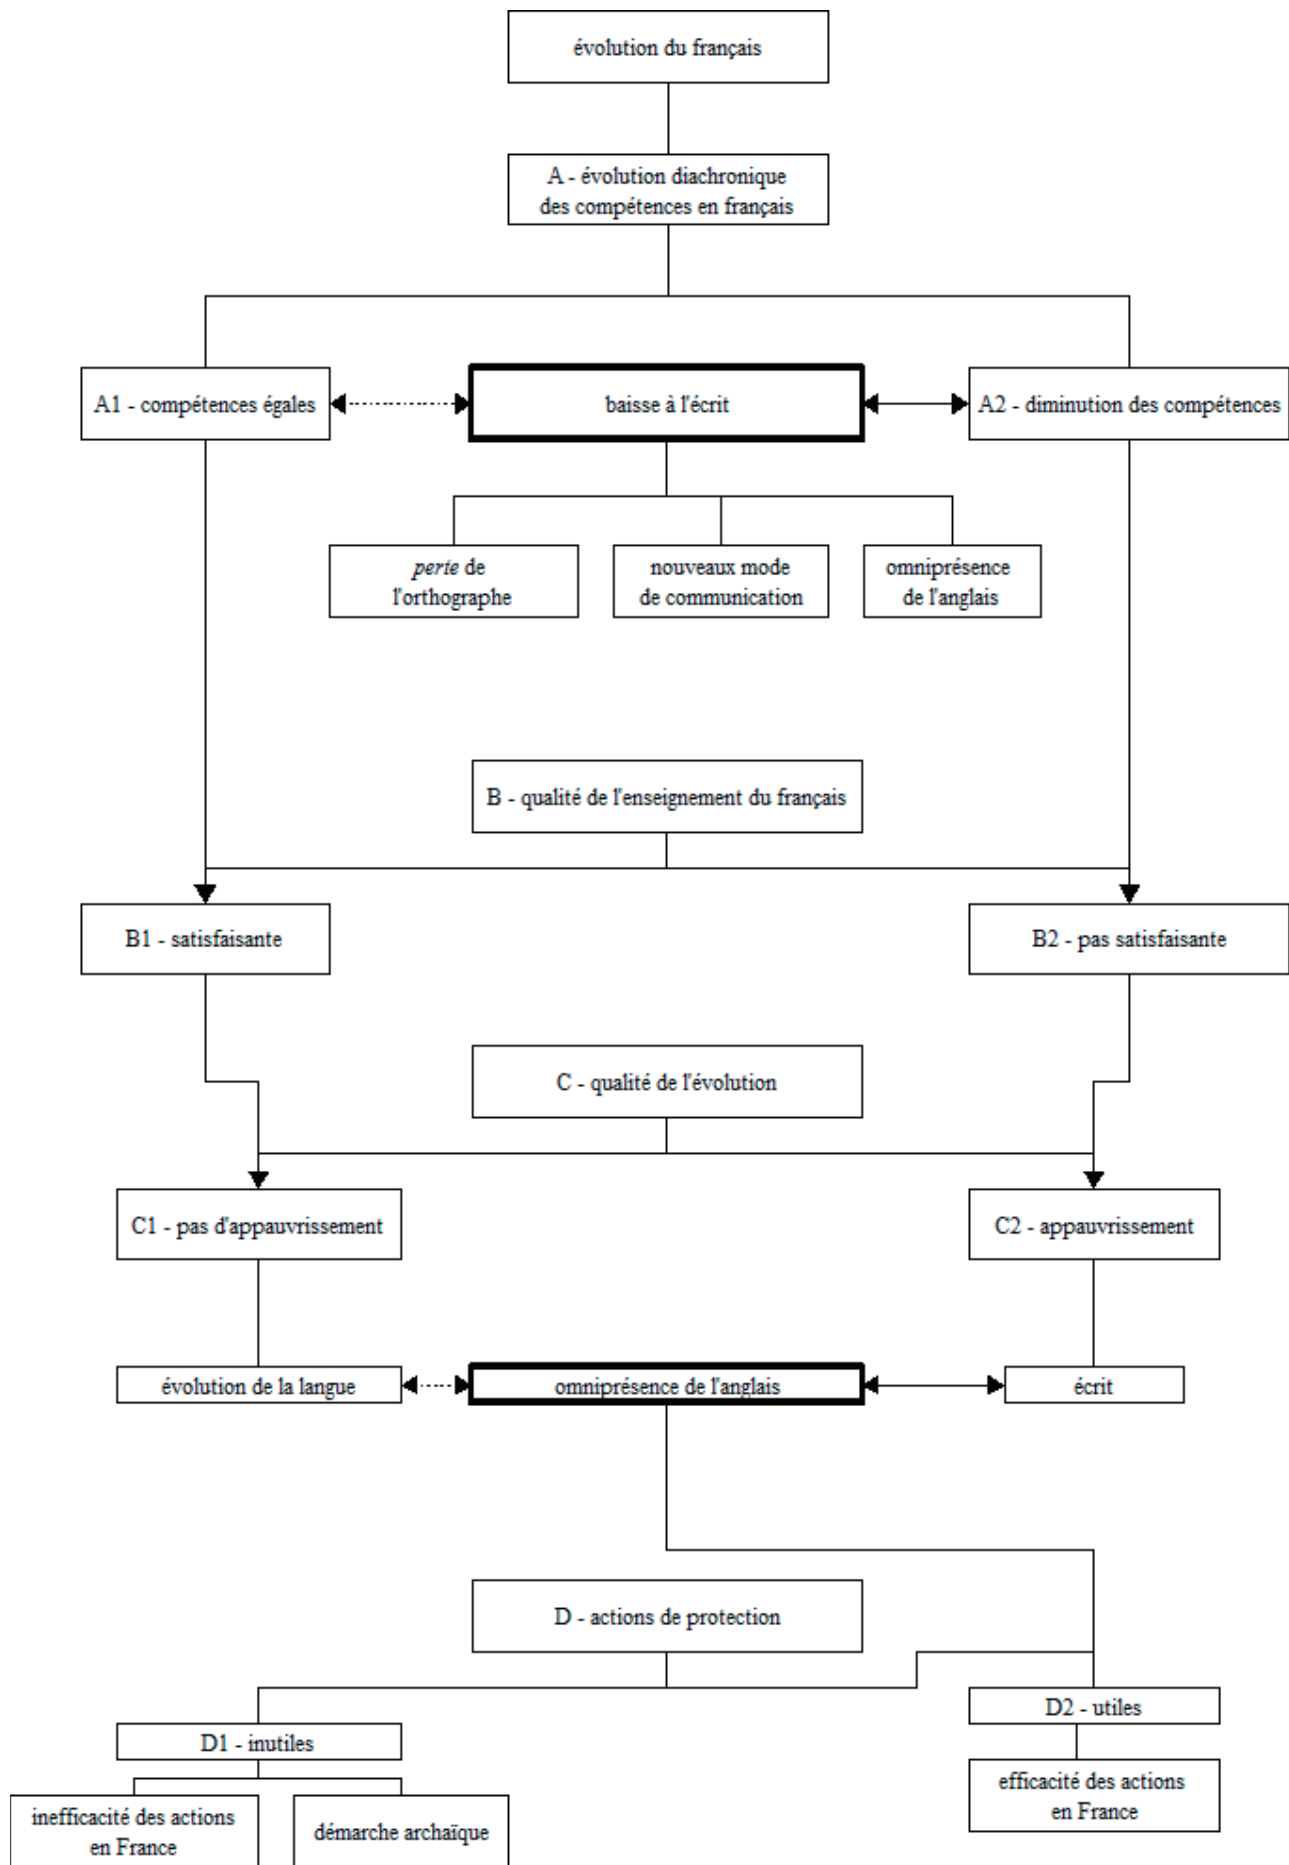 évolution du français
A - évolution diachronique
des compétences en français
A1 - compétences égales
baisse à l'écrit
A2 - diminution des compétences
perte de
l'orthographe
nouveaux mode
de communication
omniprésence
de l'anglais
B - qualité de l'enseignement du français
B1 - satisfaisante
B2 - pas satisfaisante
C - qualité de l'évolution
C1 - pas d'appauvrissement
C2 - appauvrissement
évolution de la langue
omniprésence de l'anglais
écrit
D - actions de protection
D2 - utiles
D1 - inutiles
efficacité des actions
en France
inefficacité des actions
en France
démarche archaïque